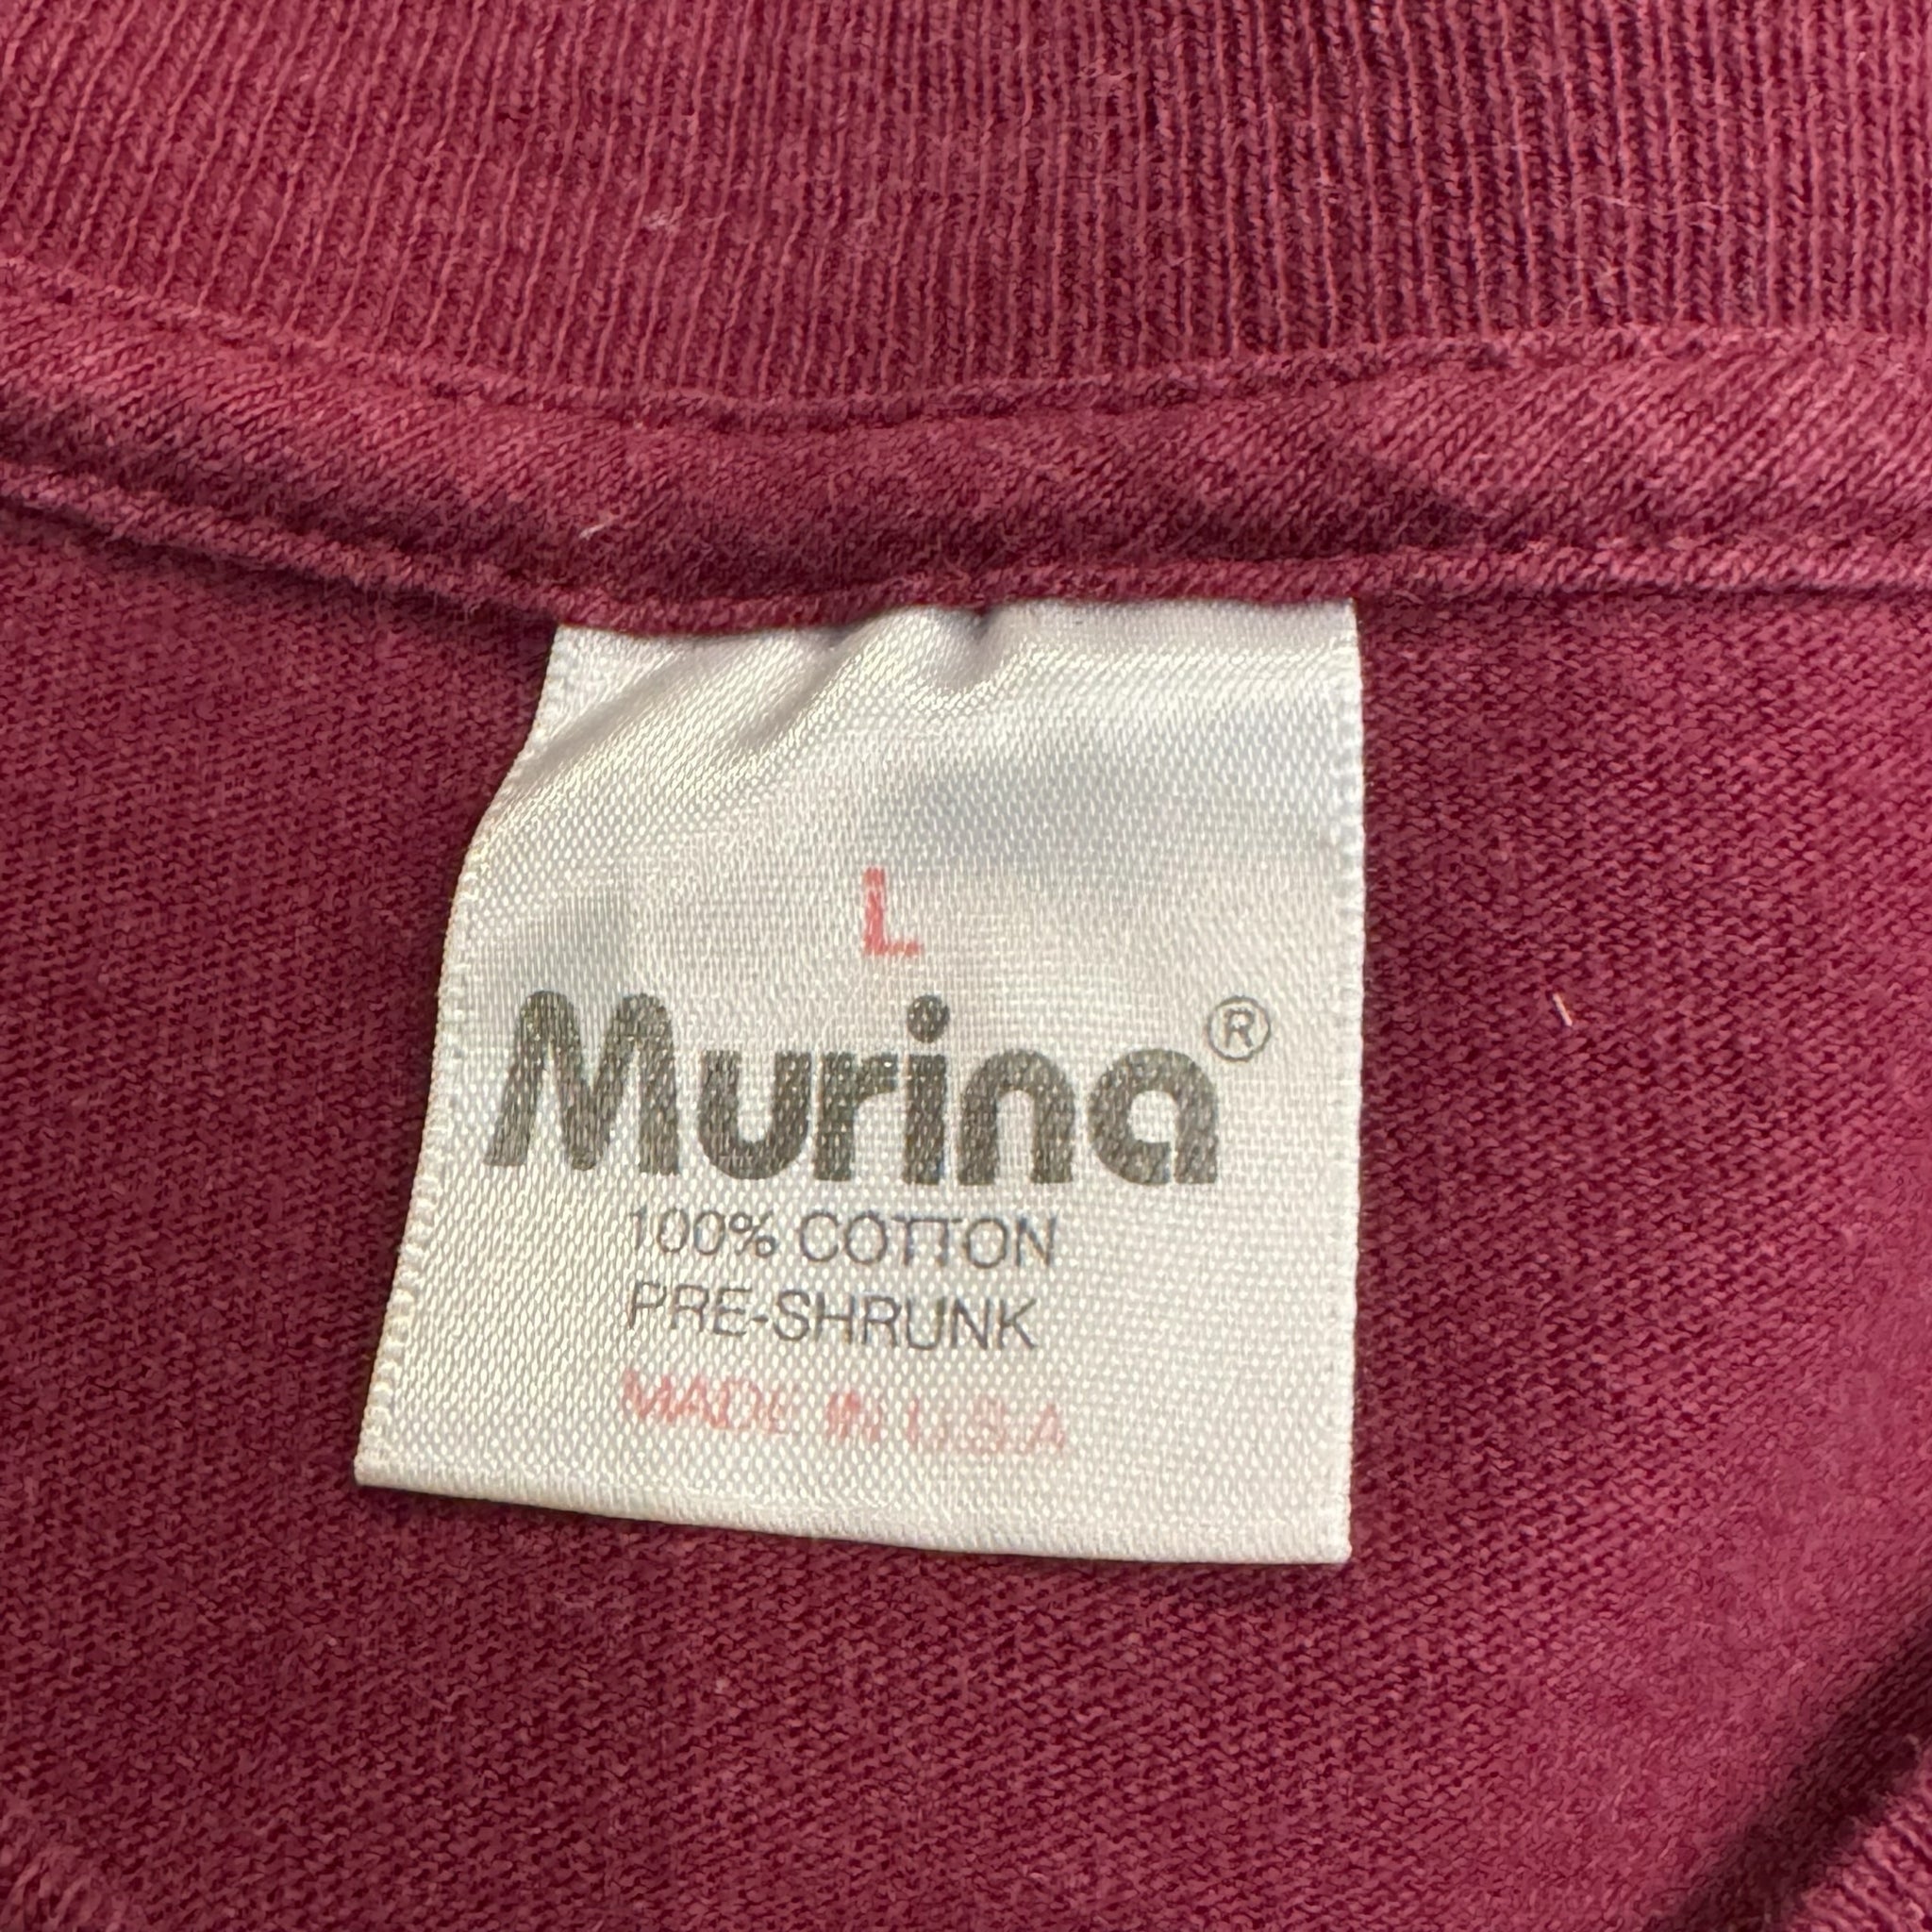 L
Murina®
100% COTTON
PRE-SHRUNK
MADE IN U.S.A